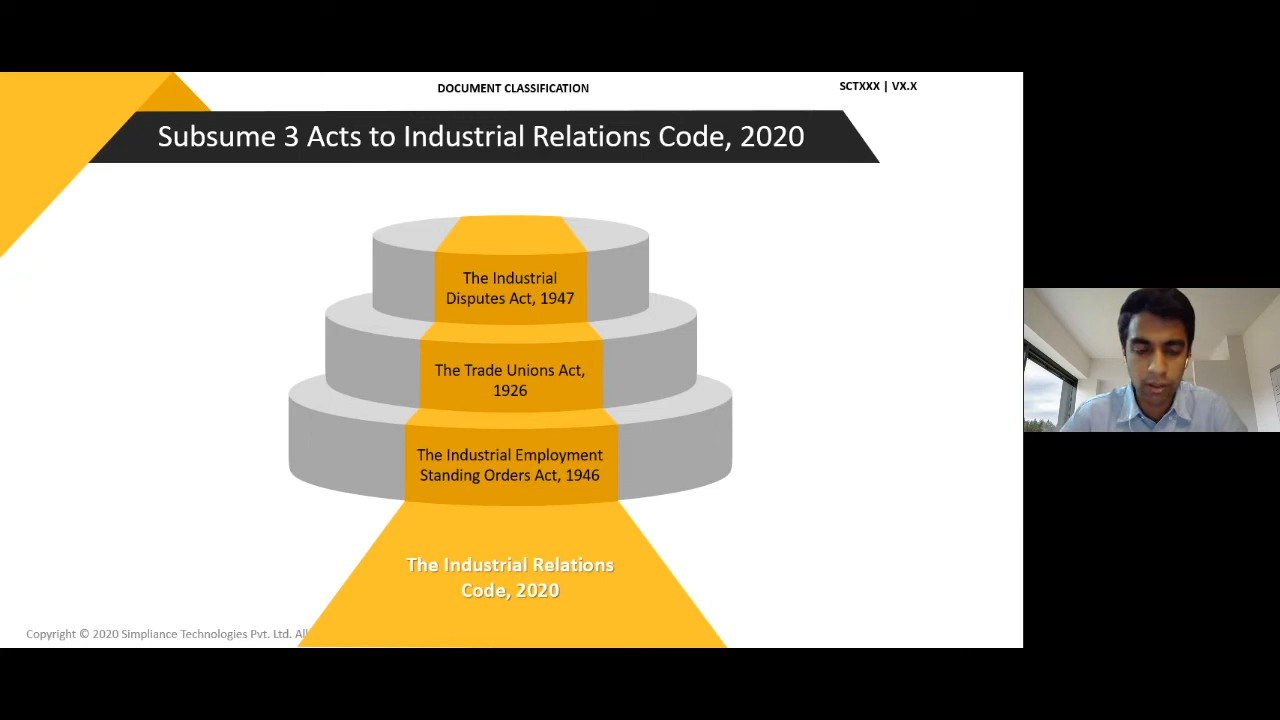 DOCUMENT CLASSIFICATION
SCTXXX | VX.X
Subsume 3 Acts to Industrial Relations Code, 2020
The Industrial
Disputes Act, 1947
The Trade Unions Act,
1926
The Industrial Employment
Standing Orders Act, 1946
The Industrial Relations
Code, 2020
Copyright © 2020 Simpliance Technologies Pvt. Ltd. All